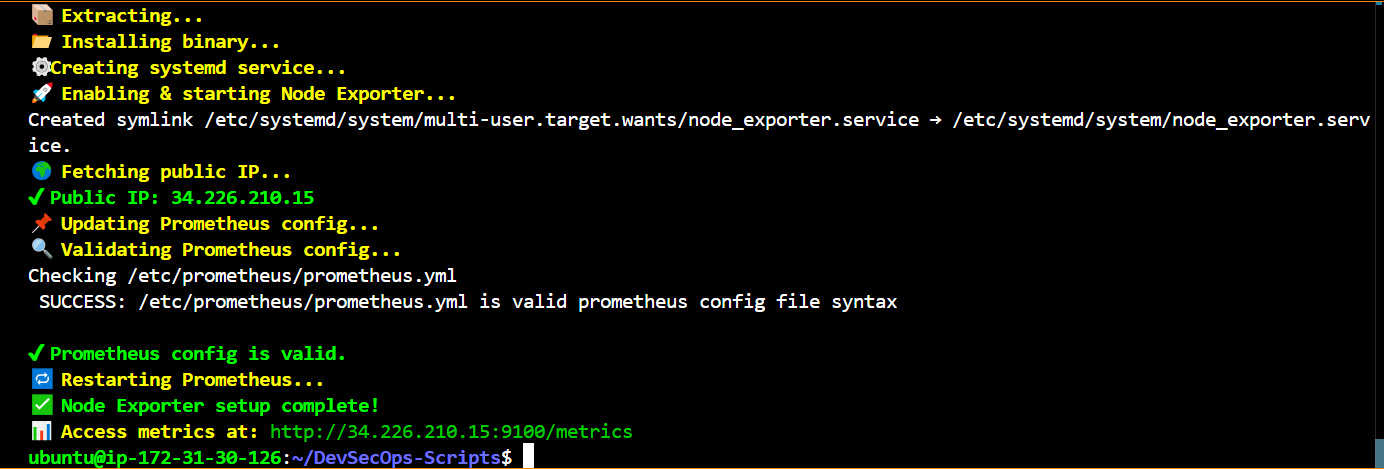 📦 Extracting...
📂 Installing binary...
⚙Creating systemd service...
🚀 Enabling & starting Node Exporter...
Created symlink /etc/systemd/system/multi-user.target.wants/node_exporter.service → /etc/systemd/system/node_exporter.serv
ice.
🌍 Fetching public IP...
✔Public IP: 34.226.210.15
📌 Updating Prometheus config...
🔍 Validating Prometheus config...
Checking /etc/prometheus/prometheus.yml
 SUCCESS: /etc/prometheus/prometheus.yml is valid prometheus config file syntax
✔Prometheus config is valid.
🔁 Restarting Prometheus...
✅ Node Exporter setup complete!
📊 Access metrics at: http://34.226.210.15:9100/metrics
ubuntu@ip-172-31-30-126:~/DevSecOps-Scripts$